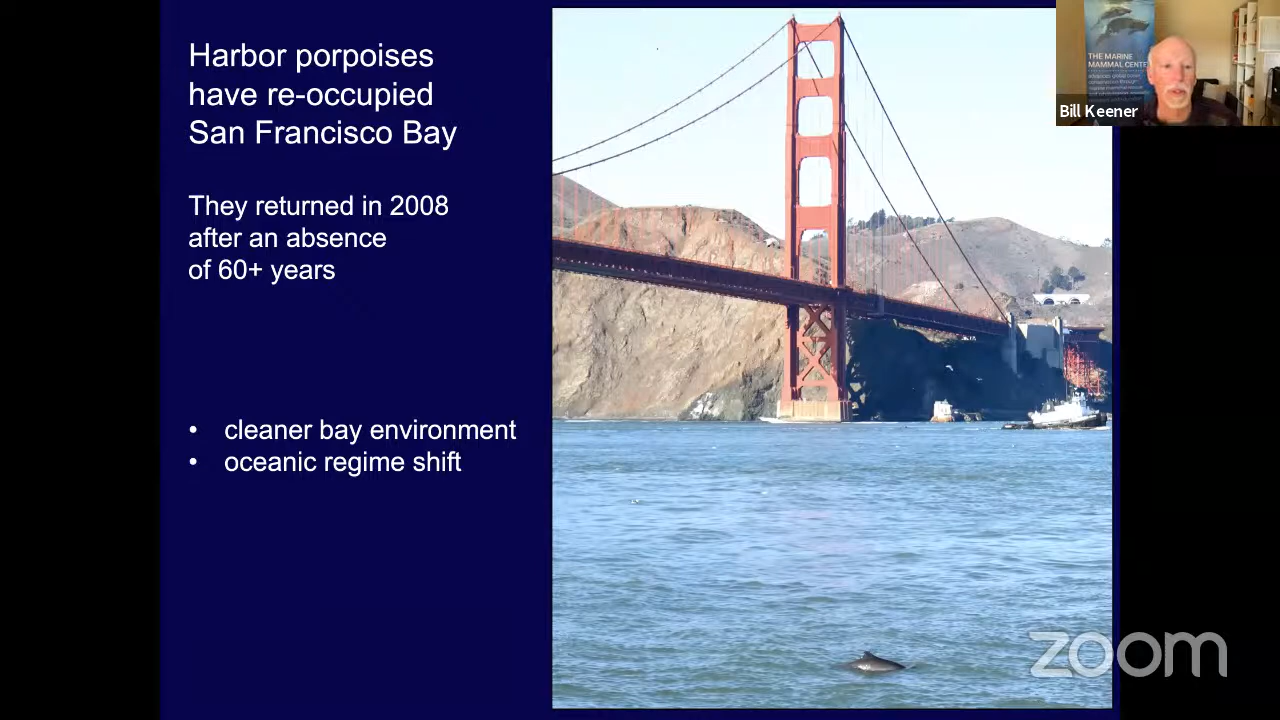 Harbor porpoises
have re-occupied
San Francisco Bay
They returned in 2008
after an absence
of 60+ years
• cleaner bay environment
• oceanic regime shift
THE MARINE
MAMMAL CENTE
Bill Keener
zoom